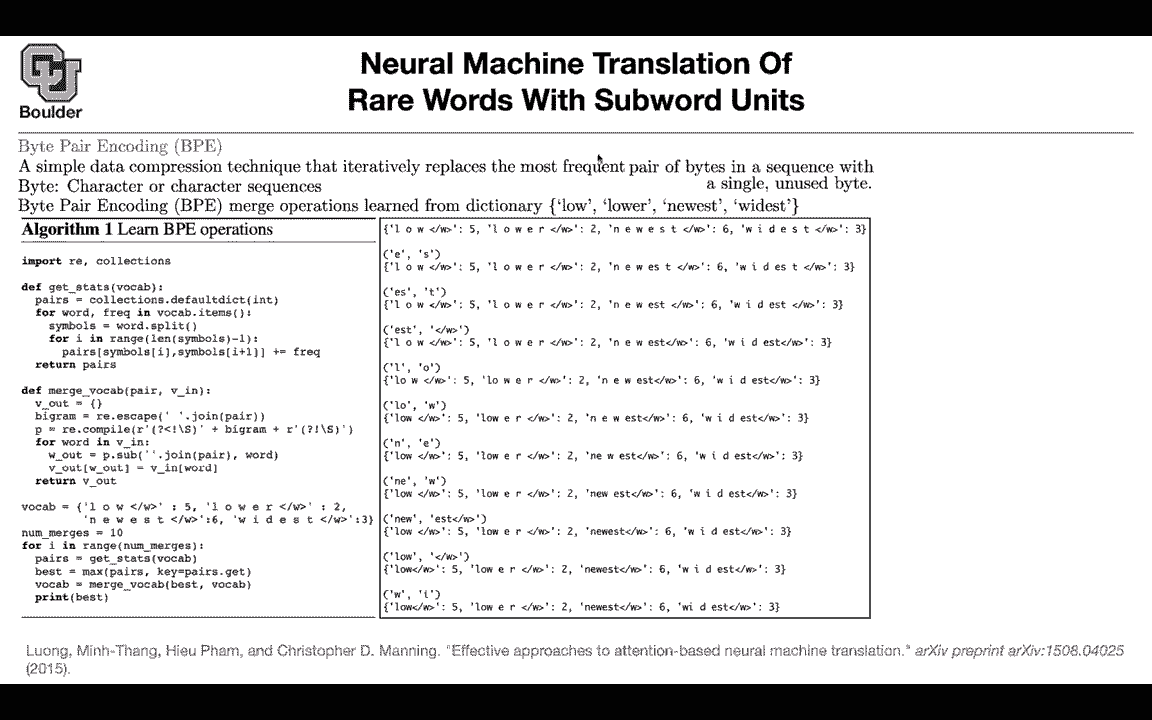 Boulder
Neural Machine Translation Of
Rare Words With Subword Units
Byte Pair Encoding (BPE)
A simple data compression technique that iteratively replaces the most frequent pair of bytes in a sequence with
a single, unused byte.
Byte: Character or character sequences
Byte Pair Encoding (BPE) merge operations learned from dictionary {'low', 'lower', 'newest', 'widest'}
Algorithm 1 Learn BPE operations
import re, collections
def get_stats(vocab):
pairs = collections.defaultdict(int)
for word, freq in vocab.items():
symbols = word.split()
for i in range(len(symbols)-1):
pairs[symbols[i],symbols[i+1]] += freq
return pairs
def merge_vocab(pair, v_in):
v_out = {}
bigram = re.escape(' '.join(pair))
p = re.compile(r'(?<!\S)' + bigram + r'(?!\S)')
for word in v_in:
w_out = p.sub(''.join(pair), word)
v_out[w_out] = v_in[word]
return v_out
vocab = {'l o w </w>' : 5, 'l o w e r </w>' : 2,
'n e w e s t </w>':6, 'w i d e s t </w>':3}
num_merges = 10
for i in range(num_merges):
pairs = get_stats(vocab)
best = max(pairs, key=pairs.get)
vocab = merge_vocab(best, vocab)
print(best)
{'l o w </w>': 5, 'l o w e r </w>': 2, 'n e w e s t </w>': 6, 'w i d e s t </w>': 3}
('e', 's')
{'l o w </w>': 5, 'l o w e r </w>': 2, 'n e w es t </w>': 6, 'w i d es t </w>': 3}
('es', 't')
{'l o w </w>': 5, 'l o w e r </w>': 2, 'n e w est </w>': 6, 'w i d est </w>': 3}
('est', '</w>')
{'l o w </w>': 5, 'l o w e r </w>': 2, 'n e w est</w>': 6, 'w i d est</w>': 3}
('l', 'o')
{'lo w </w>': 5, 'lo w e r </w>': 2, 'n e w est</w>': 6, 'w i d est</w>': 3}
('lo', 'w')
{'low </w>': 5, 'low e r </w>': 2, 'n e w est</w>': 6, 'w i d est</w>': 3}
('n', 'e')
{'low </w>': 5, 'low e r </w>': 2, 'ne w est</w>': 6, 'w i d est</w>': 3}
('ne', 'w')
{'low </w>': 5, 'low e r </w>': 2, 'new est</w>': 6, 'w i d est</w>': 3}
('new', 'est</w>')
{'low </w>': 5, 'low e r </w>': 2, 'newest</w>': 6, 'w i d est</w>': 3}
('low', '</w>')
{'low</w>': 5, 'low e r </w>': 2, 'newest</w>': 6, 'w i d est</w>': 3}
('w', 'i')
{'low</w>': 5, 'low e r </w>': 2, 'newest</w>': 6, 'wi d est</w>': 3}
Luong, Minh-Thang, Hieu Pham, and Christopher D. Manning. "Effective approaches to attention-based neural machine translation." arXiv preprint arXiv:1508.04025
(2015).